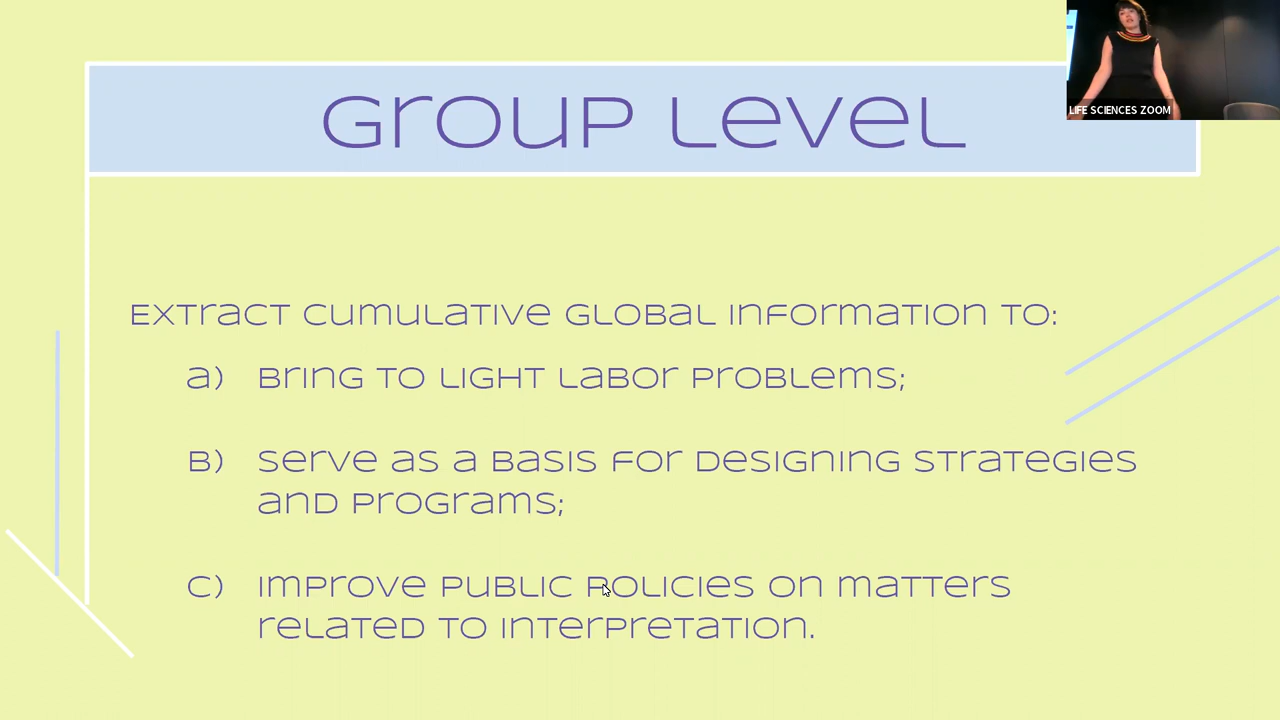 Group Level
LIFE SCIENCES ZOOM
Extract cumulative global information to:
a) Bring to light labor problems;
B) Serve as a basis for designing strategies
and programs;
C) Improve public policies on matters
related to interpretation.